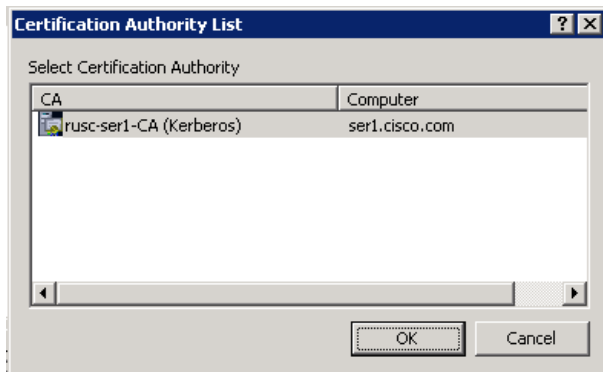 Certification Authority List
Select Certification Authority
CA Computer
rusc-ser1-CA (Kerberos) ser1.cisco.com
OK Cancel